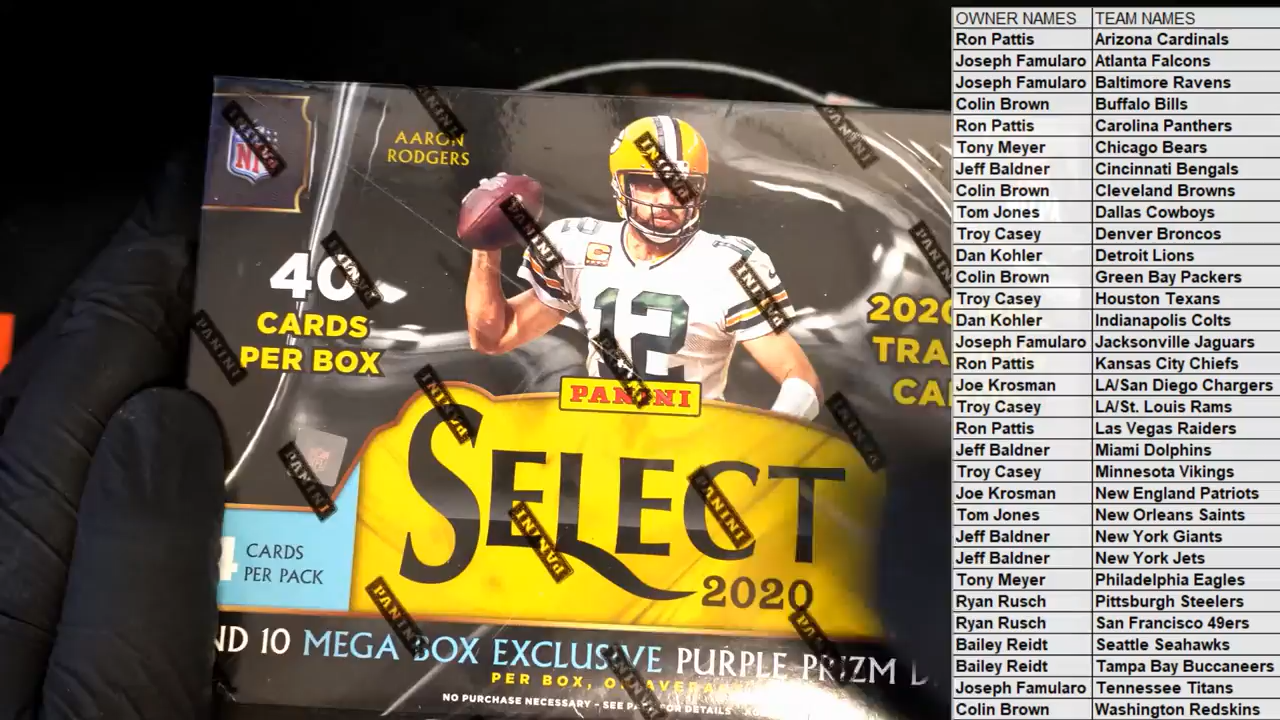 AARON
RODGERS
40
CARDS
PER BOX
2020
TRA
CA
12
PANINI
SELECT
2020
4 CARDS
PER PACK
ND 10 MEGA BOX EXCLUSIVE PURPLE PRIZM
PER BOX, ON AVERAG
NO PURCHASE NECESSARY - SEE FOR DETAILS
OWNER NAMES TEAM NAMES
Ron Pattis Arizona Cardinals
Joseph Famularo Atlanta Falcons
Joseph Famularo Baltimore Ravens
Colin Brown Buffalo Bills
Ron Pattis Carolina Panthers
Tony Meyer Chicago Bears
Jeff Baldner Cincinnati Bengals
Colin Brown Cleveland Browns
Tom Jones Dallas Cowboys
Troy Casey Denver Broncos
Dan Kohler Detroit Lions
Colin Brown Green Bay Packers
Troy Casey Houston Texans
Dan Kohler Indianapolis Colts
Joseph Famularo Jacksonville Jaguars
Ron Pattis Kansas City Chiefs
Joe Krosman LA/San Diego Chargers
Troy Casey LA/St. Louis Rams
Ron Pattis Las Vegas Raiders
Jeff Baldner Miami Dolphins
Troy Casey Minnesota Vikings
Joe Krosman New England Patriots
Tom Jones New Orleans Saints
Jeff Baldner New York Giants
Jeff Baldner New York Jets
Tony Meyer Philadelphia Eagles
Ryan Rusch Pittsburgh Steelers
Ryan Rusch San Francisco 49ers
Bailey Reidt Seattle Seahawks
Bailey Reidt Tampa Bay Buccaneers
Joseph Famularo Tennessee Titans
Colin Brown Washington Redskins